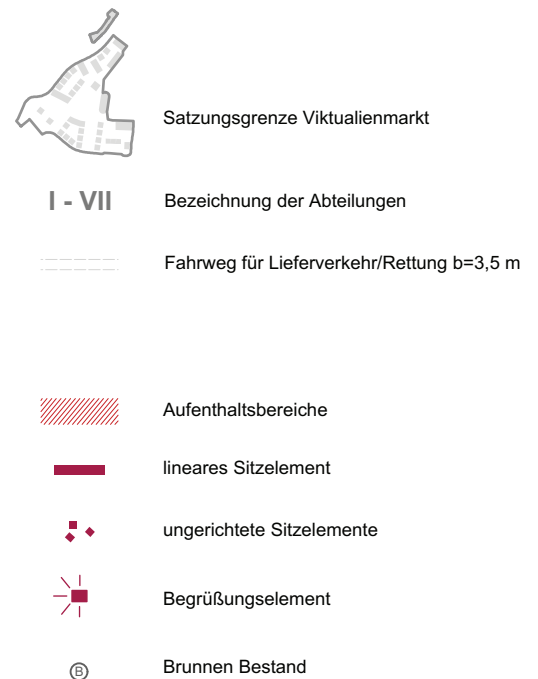 Satzungsgrenze Viktualienmarkt
I - VII Bezeichnung der Abteilungen
Fahrweg für Lieferverkehr/Rettung b=3,5 m
Aufenthaltsbereiche
lineares Sitzelement
ungerichtete Sitzelemente
Begrüßungselement
B Brunnen Bestand